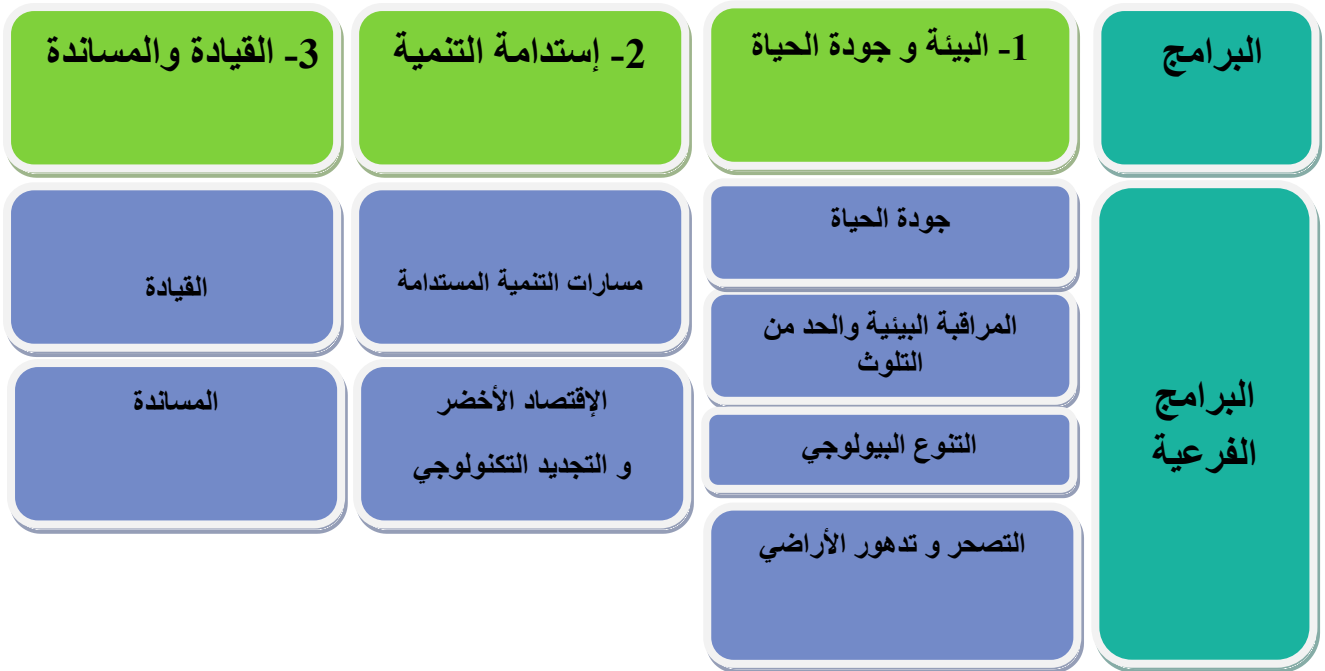 البرامج
1- البيئة و جودة الحياة
2- إستدامة التنمية
3- القيادة والمساندة
البرامج
الفرعية
جودة الحياة
المراقبة البيئية والحد من
التلوث
التنوع البيولوجي
التصحر و تدهور الأراضي
مسارات التنمية المستدامة
الإقتصاد الأخضر
و التجديد التكنولوجي
القيادة
المساندة